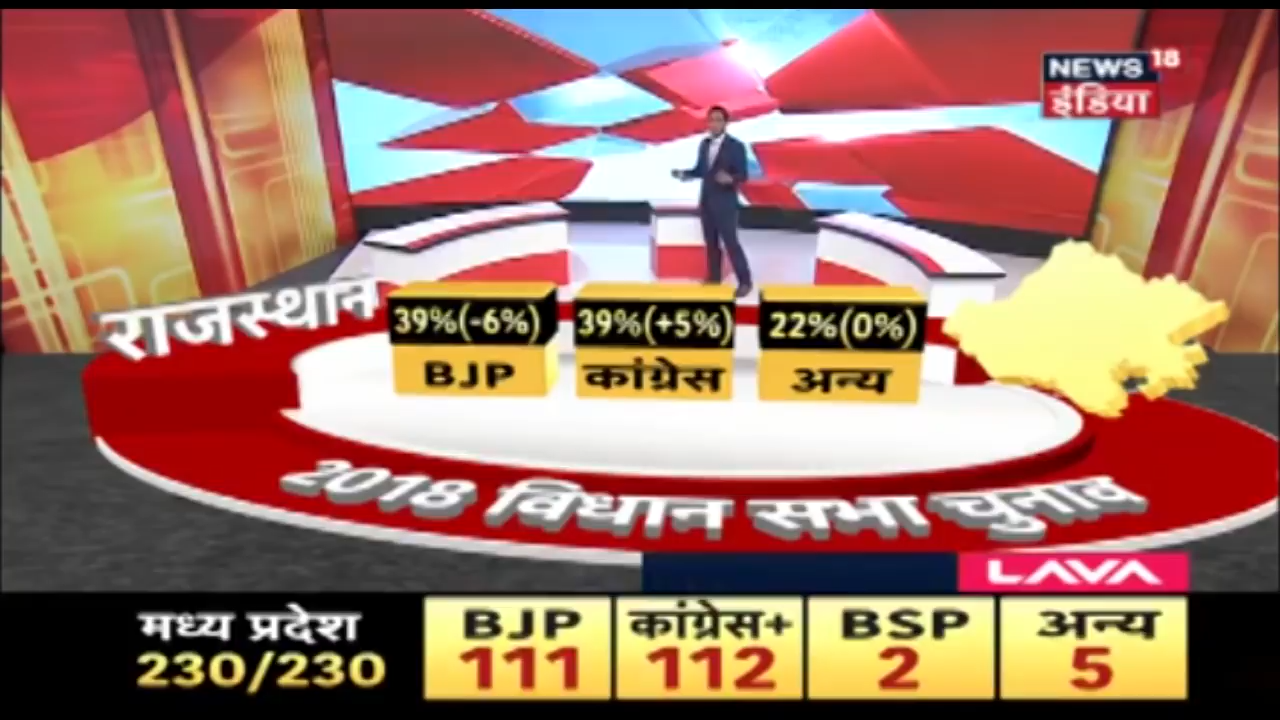 NEWS 18
इंडिया
राजस्थान
39%(-6%) 39%(+5%) 22%(0%)
BJP कांग्रेस अन्य
2018 विधान सभा चुनाव
LAVA
मध्य प्रदेश BJP कांग्रेस+ BSP अन्य
230/230 111 112 2 5